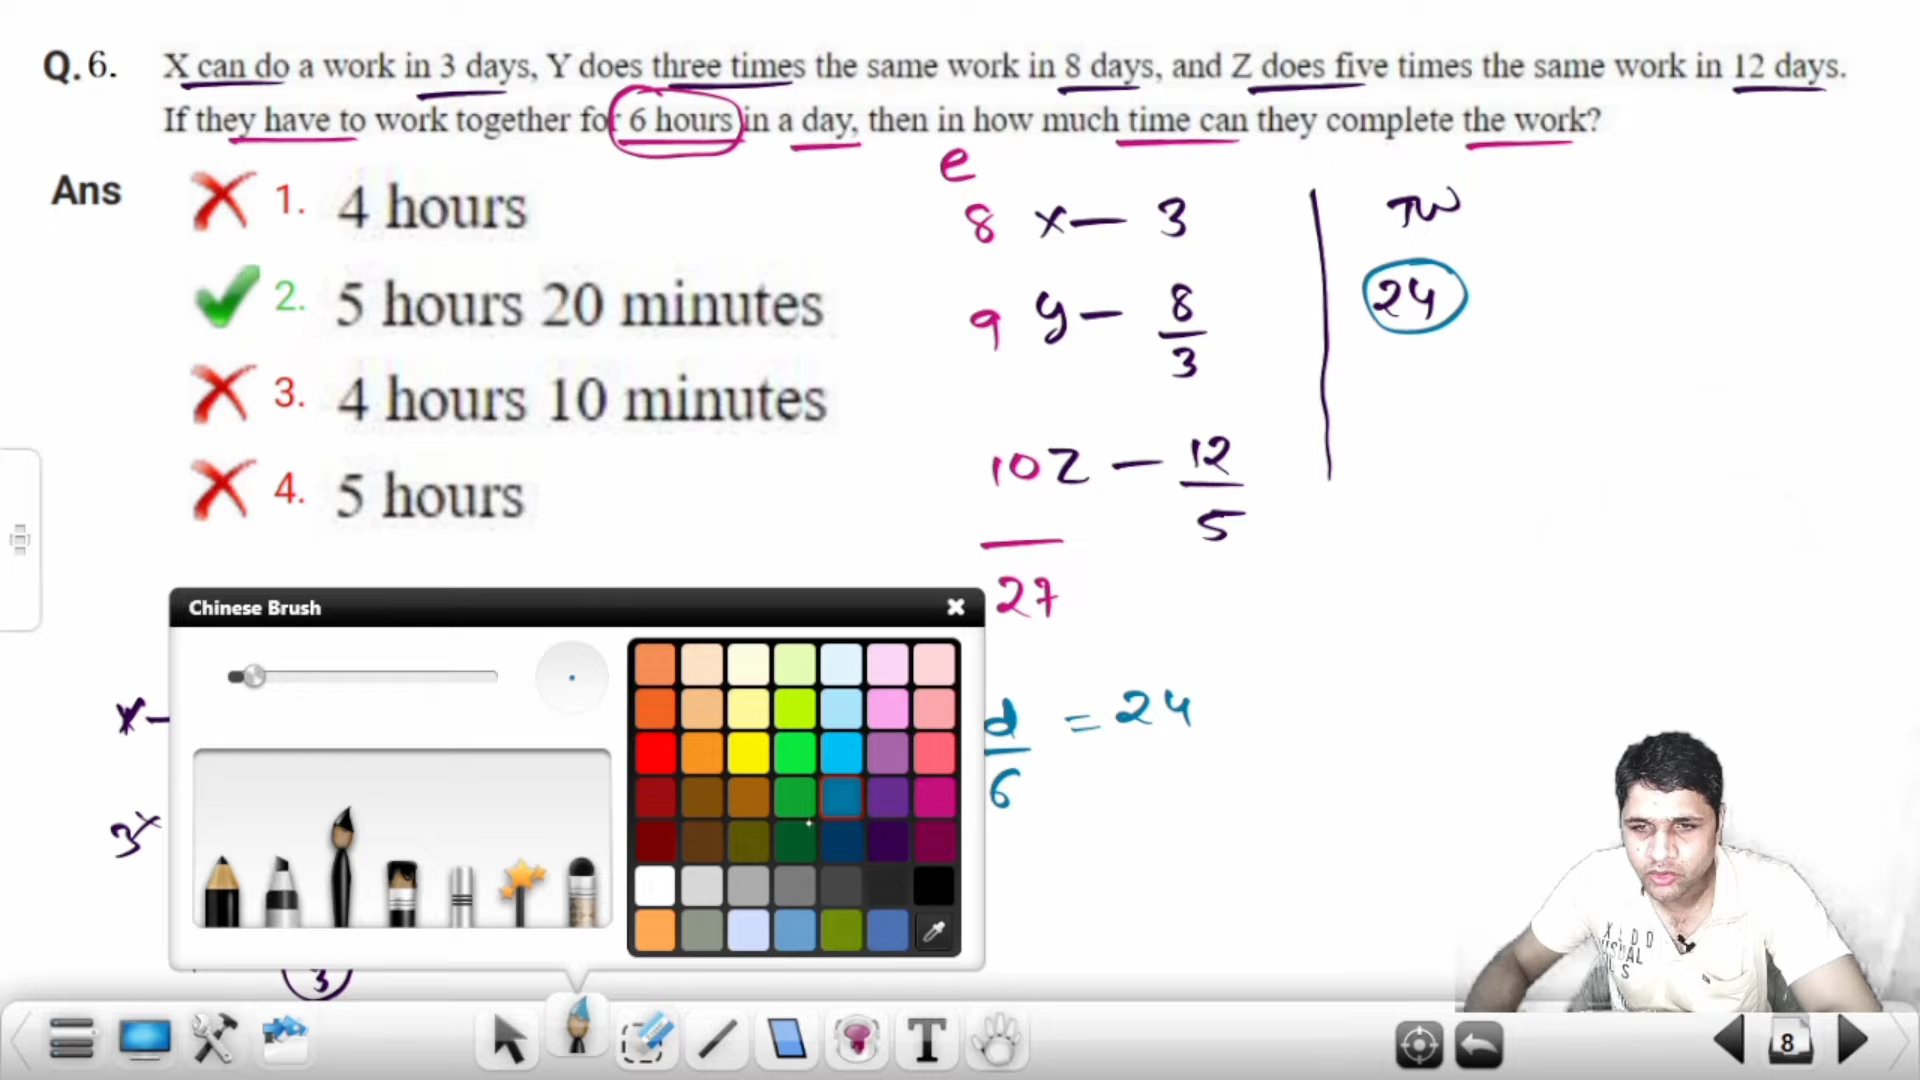 Q.6. X can do a work in 3 days, Y does three times the same work in 8 days, and Z does five times the same work in 12 days.
If they have to work together for 6 hours in a day, then in how much time can they complete the work?
Ans
1. 4 hours
2. 5 hours 20 minutes
3. 4 hours 10 minutes
4. 5 hours
e
8 x — 3
9 y — 8/3
10 Z — 12/5
27
TW
24
Chinese Brush
x —
3x
3
d/6 = 24
T
8